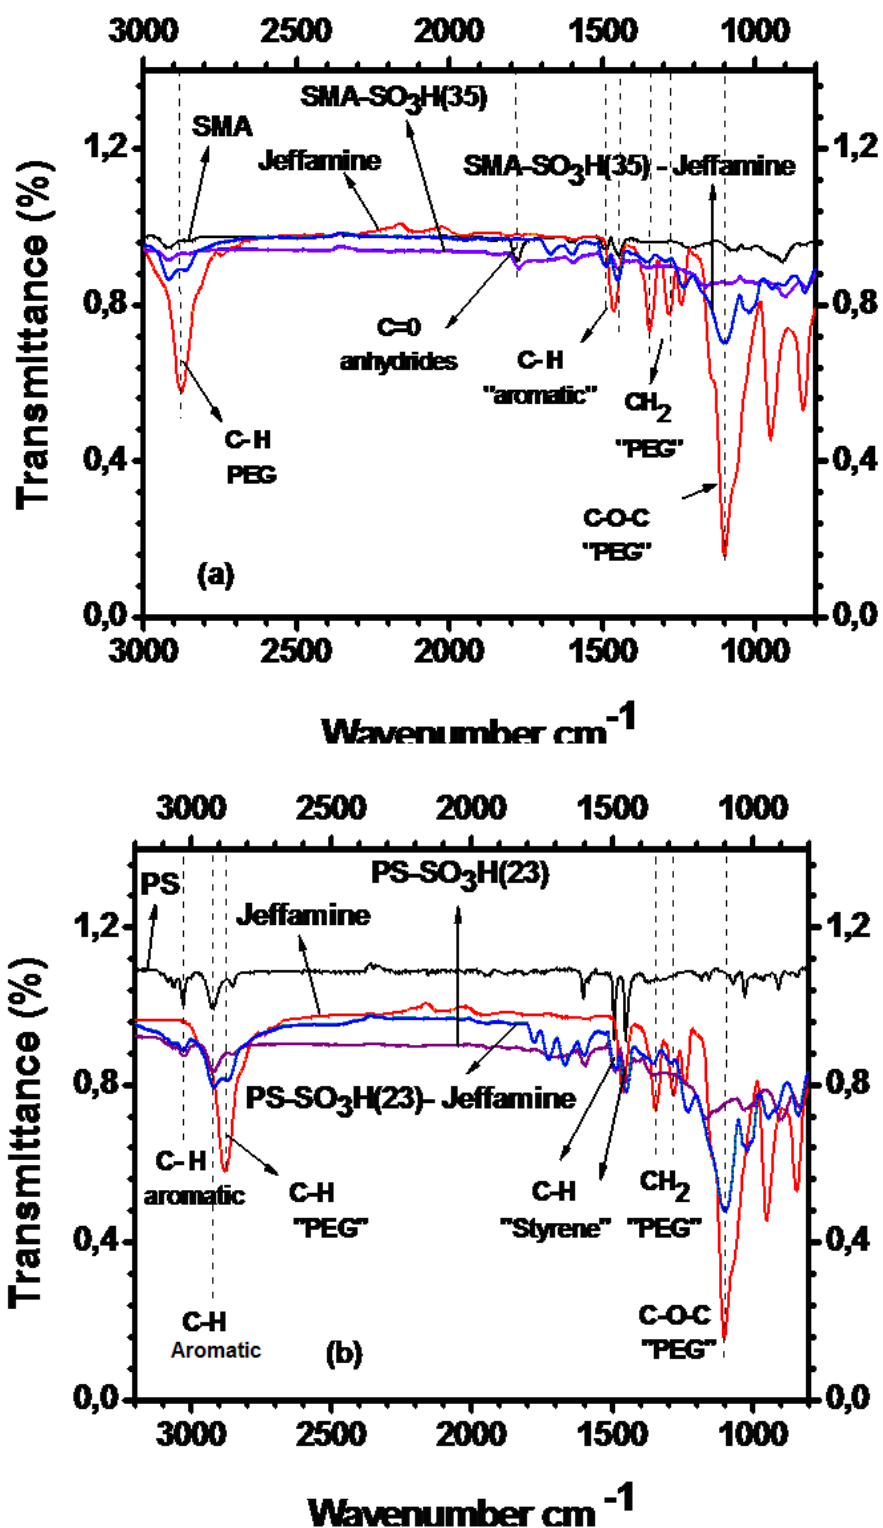 3000 2500 2000 1500 1000
SMA-SO3H(35)
SMA
Jeffamine
SMA-SO3H(35) - Jeffamine
1,2 1,2
0,8 0,8
C=0
anhydrides
C-H
"aromatic"
CH2
"PEG"
C-H
PEG
0,4 0,4
C-O-C
"PEG"
(a)
0,0 0,0
3000 2500 2000 1500 1000
Transmittance (%)
Wavenumber cm-1
3000 2500 2000 1500 1000
PS-SO3H(23)
PS
Jeffamine
1,2 1,2
0,8 0,8
PS-SO3H(23)- Jeffamine
C-H
aromatic
C-H
"PEG"
C-H
"Styrene"
CH2
"PEG"
0,4 0,4
C-H
Aromatic
(b)
C-O-C
"PEG"
0,0 0,0
3000 2500 2000 1500 1000
Transmittance (%)
Wavenumber cm -1